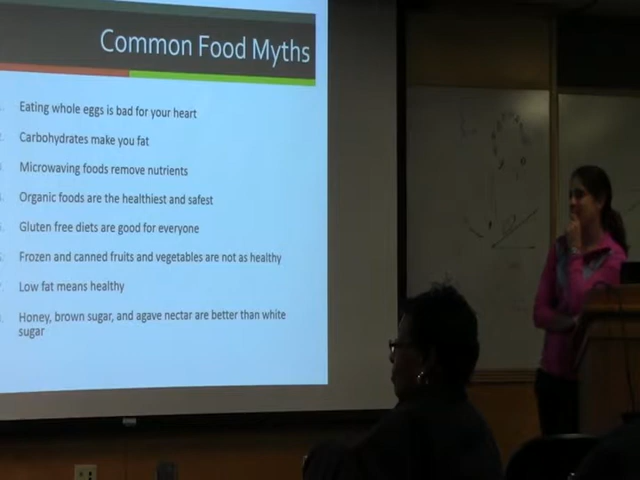 Common Food Myths
Eating whole eggs is bad for your heart
Carbohydrates make you fat
Microwaving foods remove nutrients
Organic foods are the healthiest and safest
Gluten free diets are good for everyone
Frozen and canned fruits and vegetables are not as healthy
Low fat means healthy
Honey, brown sugar, and agave nectar are better than white
sugar